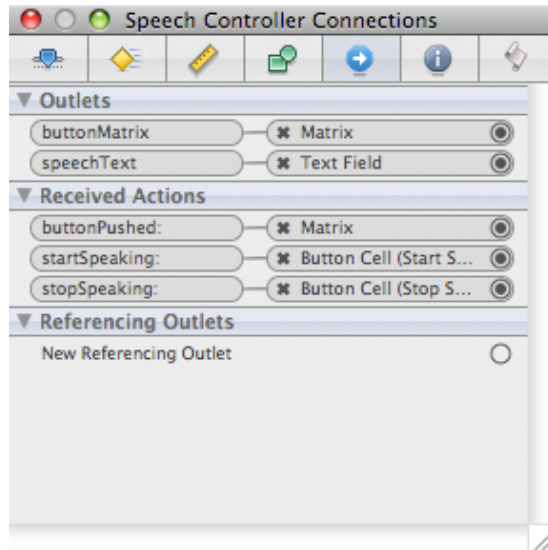 Speech Controller Connections
Outlets
buttonMatrix Matrix
speechText Text Field
Received Actions
buttonPushed: Matrix
startSpeaking: Button Cell (Start S...
stopSpeaking: Button Cell (Stop S...
Referencing Outlets
New Referencing Outlet